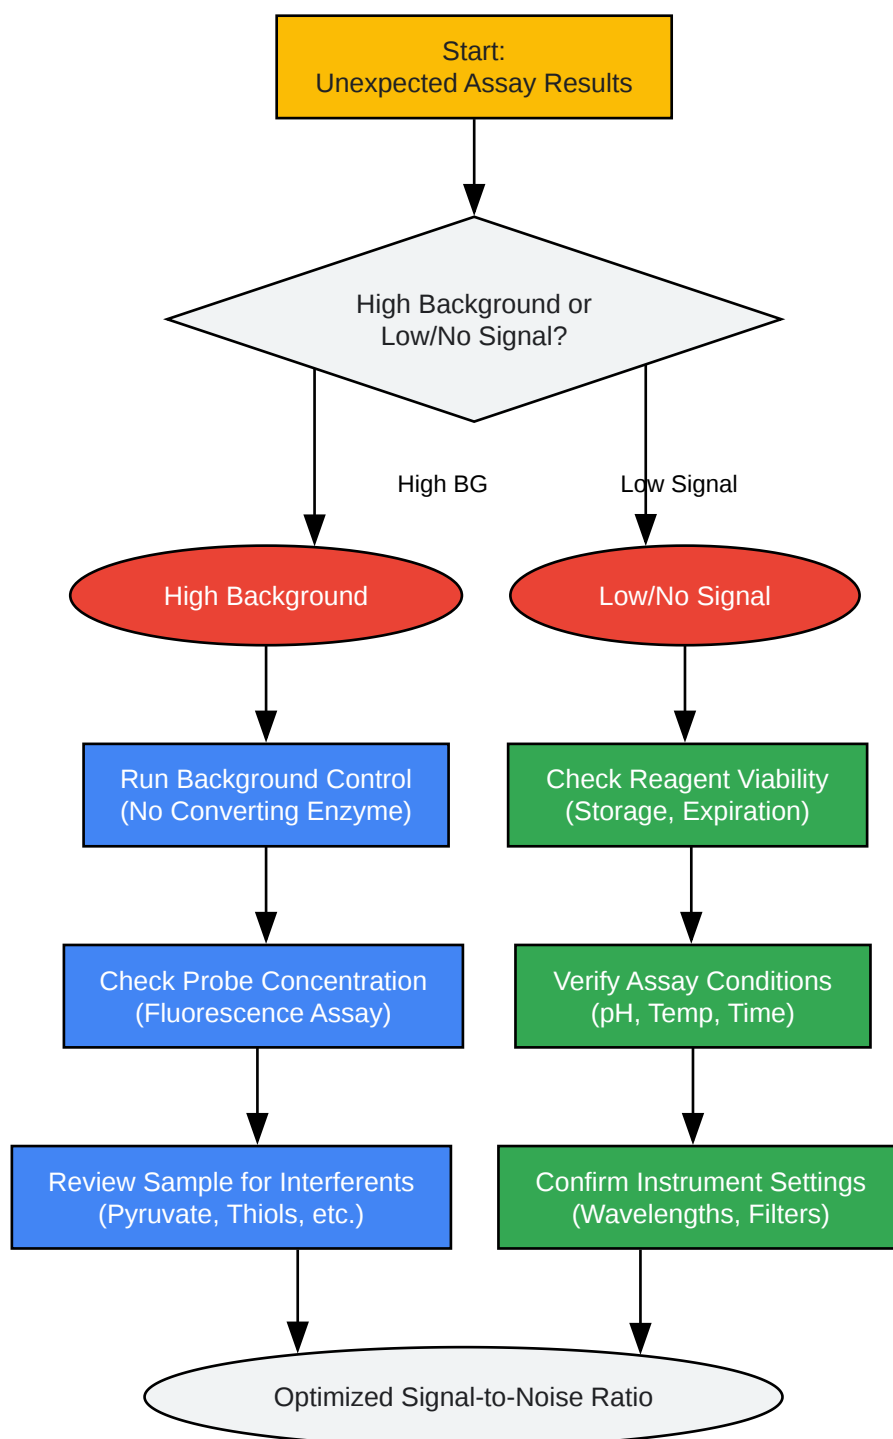 Start:
Unexpected Assay Results
High Background or
Low/No Signal?
High BG
Low Signal
High Background
Low/No Signal
Run Background Control
(No Converting Enzyme)
Check Reagent Viability
(Storage, Expiration)
Check Probe Concentration
(Fluorescence Assay)
Verify Assay Conditions
(pH, Temp, Time)
Review Sample for Interferents
(Pyruvate, Thiols, etc.)
Confirm Instrument Settings
(Wavelengths, Filters)
Optimized Signal-to-Noise Ratio